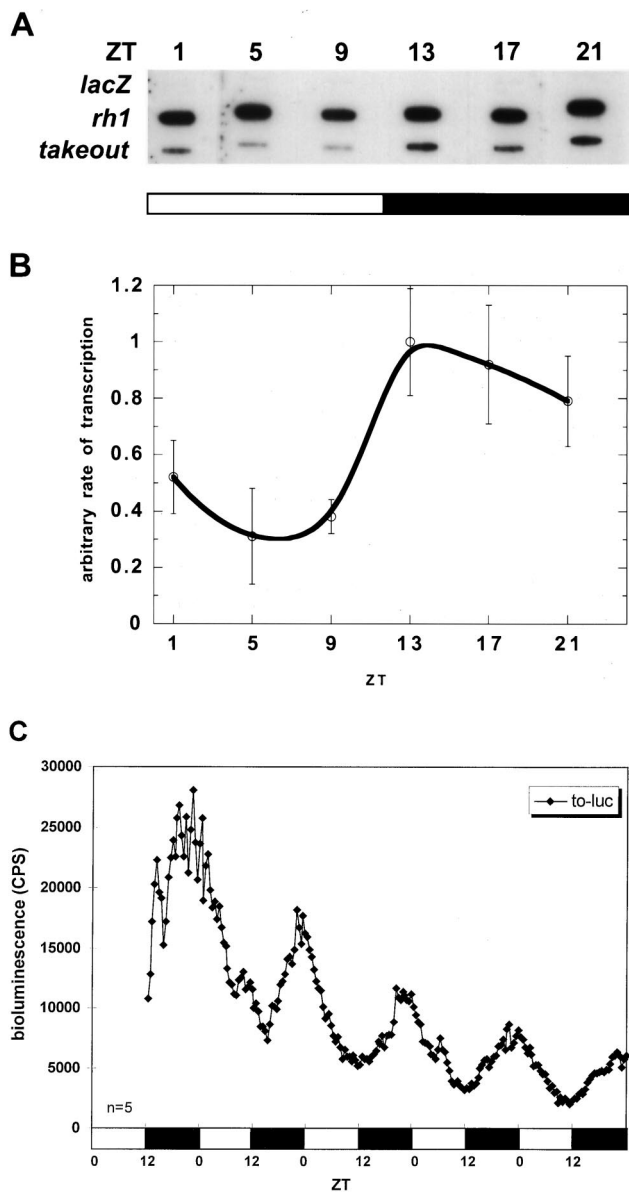 A
ZT 1 5 9 13 17 21
lacZ
rh1
takeout
B
1.2
1
0.8
0.6
0.4
0.2
0
arbitrary rate of transcription
1 5 9 13 17 21
ZT
C
30000
25000
20000
15000
10000
5000
0
bioluminescence (CPS)
to-luc
n=5
0 12 0 12 0 12 0 12 0 12
ZT